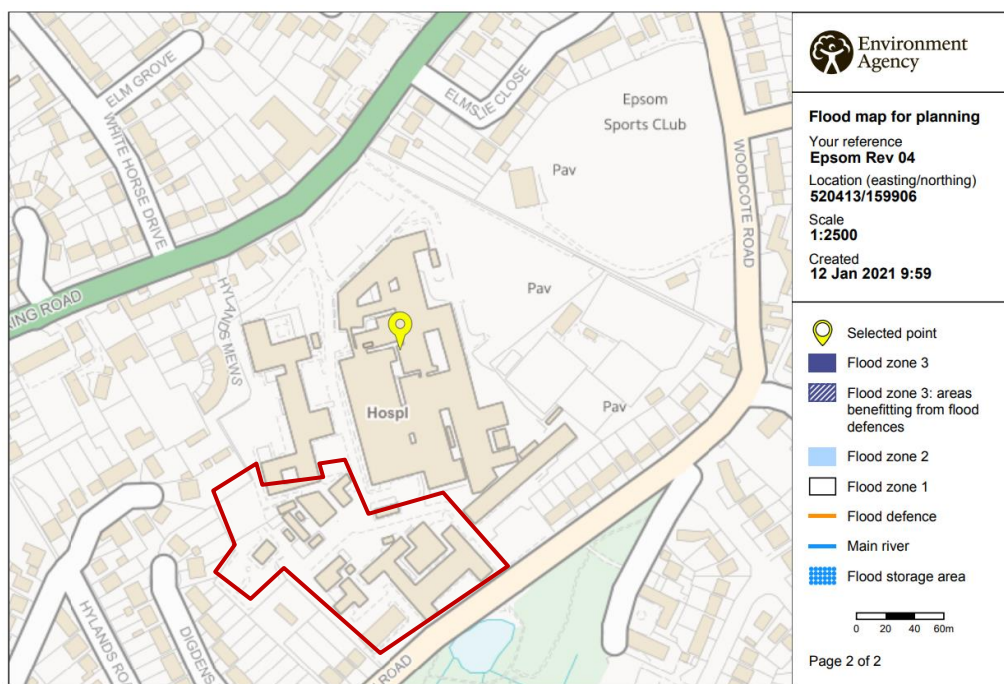 ELM GROVE
WHITE HORSE DRIVE
ELMSLIE CLOSE
Epsom
Sports CLub
Pav
WOODCOTE ROAD
KING ROAD
HYLANDS MEWS
Pav
Hospl
Pav
HYLANDS RO
DIGDENS
ROAD
Environment
Agency
Flood map for planning
Your reference
Epsom Rev 04
Location (easting/northing)
520413/159906
Scale
1:2500
Created
12 Jan 2021 9:59
Selected point
Flood zone 3
Flood zone 3: areas
benefitting from flood
defences
Flood zone 2
Flood zone 1
Flood defence
Main river
Flood storage area
0 20 40 60m
Page 2 of 2